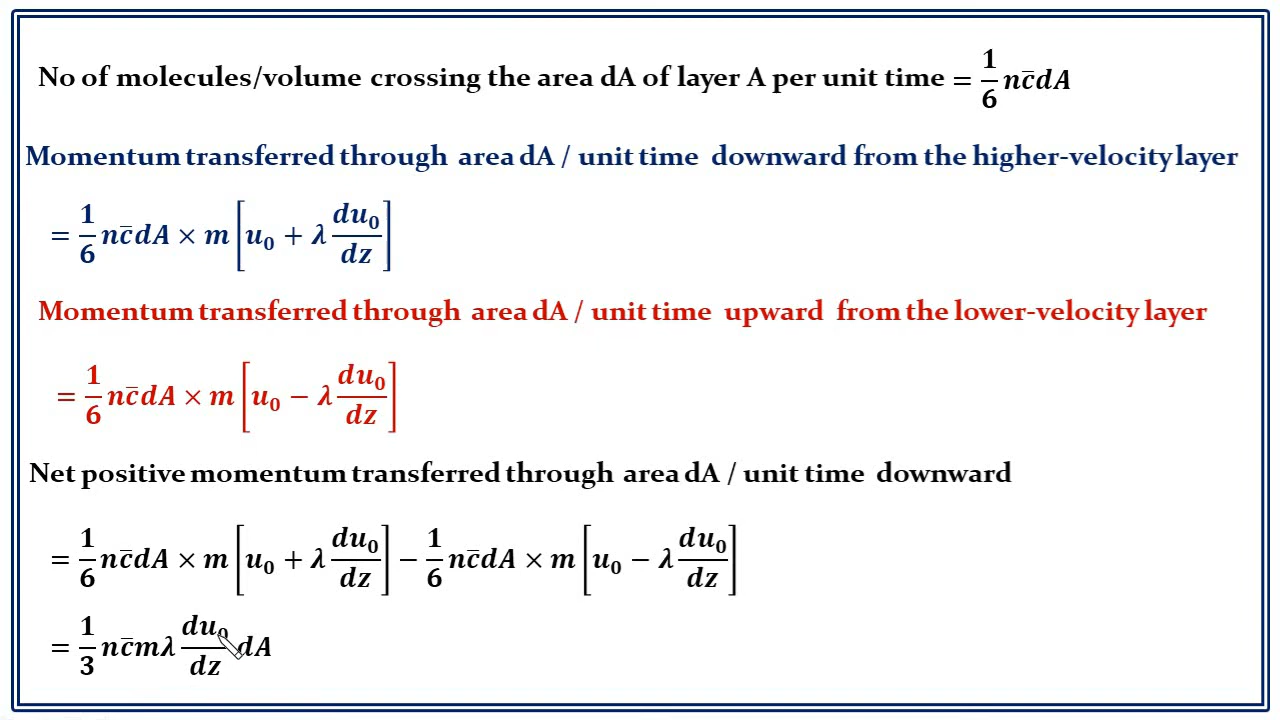 No of molecules/volume crossing the area dA of layer A per unit time = 1/6 nc̄dA
Momentum transferred through area dA / unit time downward from the higher-velocity layer
= 1/6 nc̄dA × m [u₀ + λ du₀/dz]
Momentum transferred through area dA / unit time upward from the lower-velocity layer
= 1/6 nc̄dA × m [u₀ − λ du₀/dz]
Net positive momentum transferred through area dA / unit time downward
= 1/6 nc̄dA × m [u₀ + λ du₀/dz] − 1/6 nc̄dA × m [u₀ − λ du₀/dz]
= 1/3 nc̄mλ du₀/dz dA